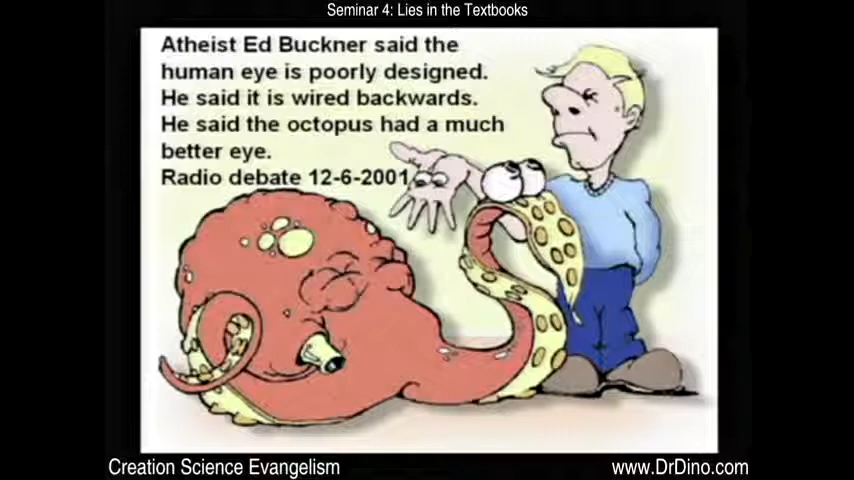 Seminar 4: Lies in the Textbooks
Atheist Ed Buckner said the
human eye is poorly designed.
He said it is wired backwards.
He said the octopus had a much
better eye.
Radio debate 12-6-2001
Creation Science Evangelism
www.DrDino.com